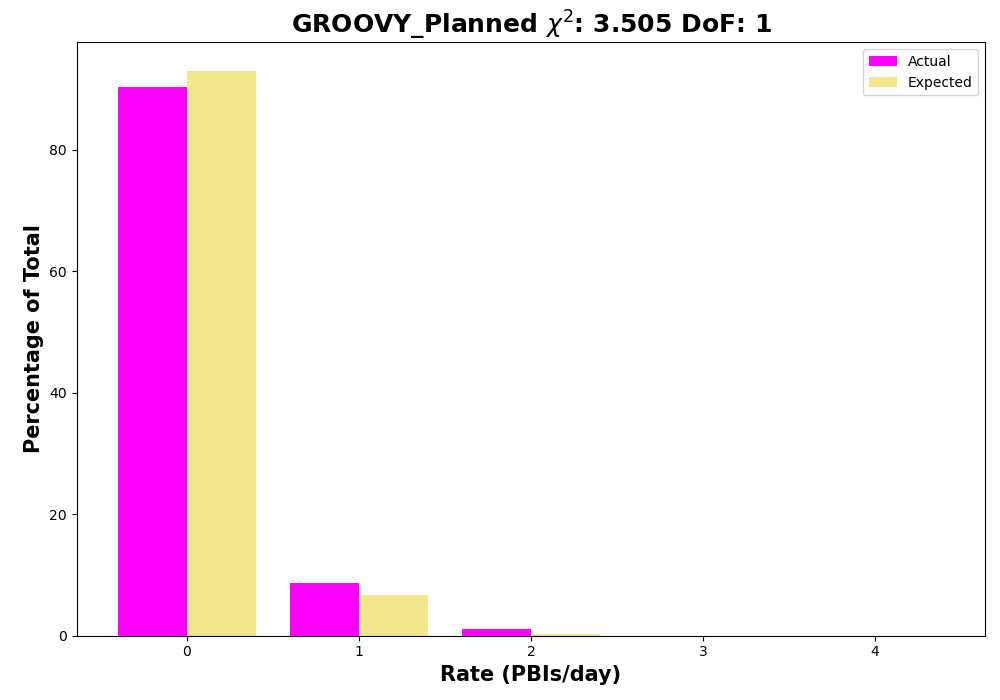 GROOVY_Planned χ²: 3.505 DoF: 1
Actual
Expected
Percentage of Total
80
60
40
20
0
0 1 2 3 4
Rate (PBIs/day)